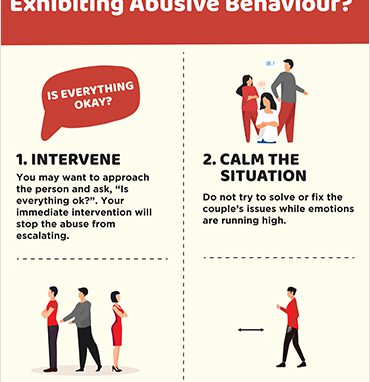 Exhibiting Abusive Behaviour?
IS EVERYTHING
OKAY?
1. INTERVENE
You may want to approach
the person and ask, “Is
everything ok?”. Your
immediate intervention will
stop the abuse from
escalating.
2. CALM THE
SITUATION
Do not try to solve or fix the
couple’s issues while emotions
are running high.